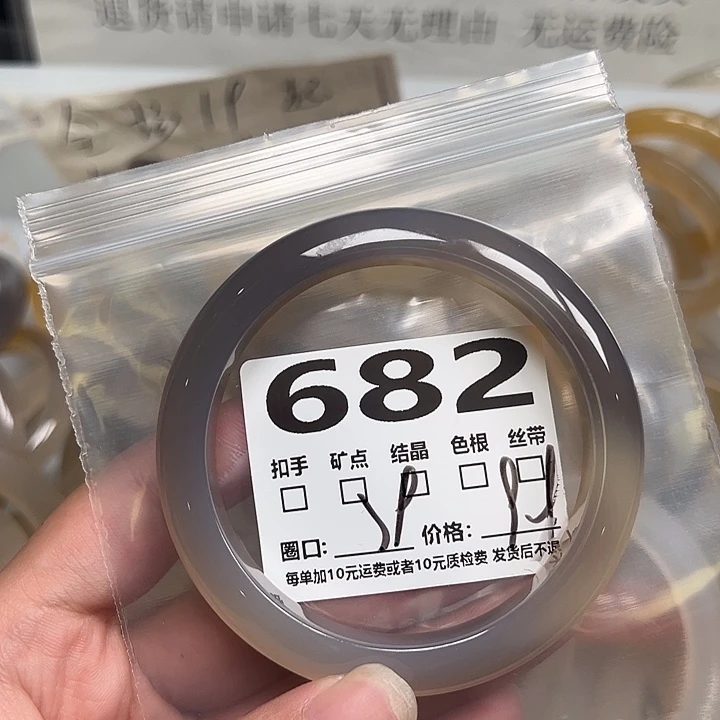 退货请申请七天无理由 无运费险
682
扣手 矿点 结晶 色根 丝带
圈口: 价格:
每单加10元运费或者10元质检费 发货后不退